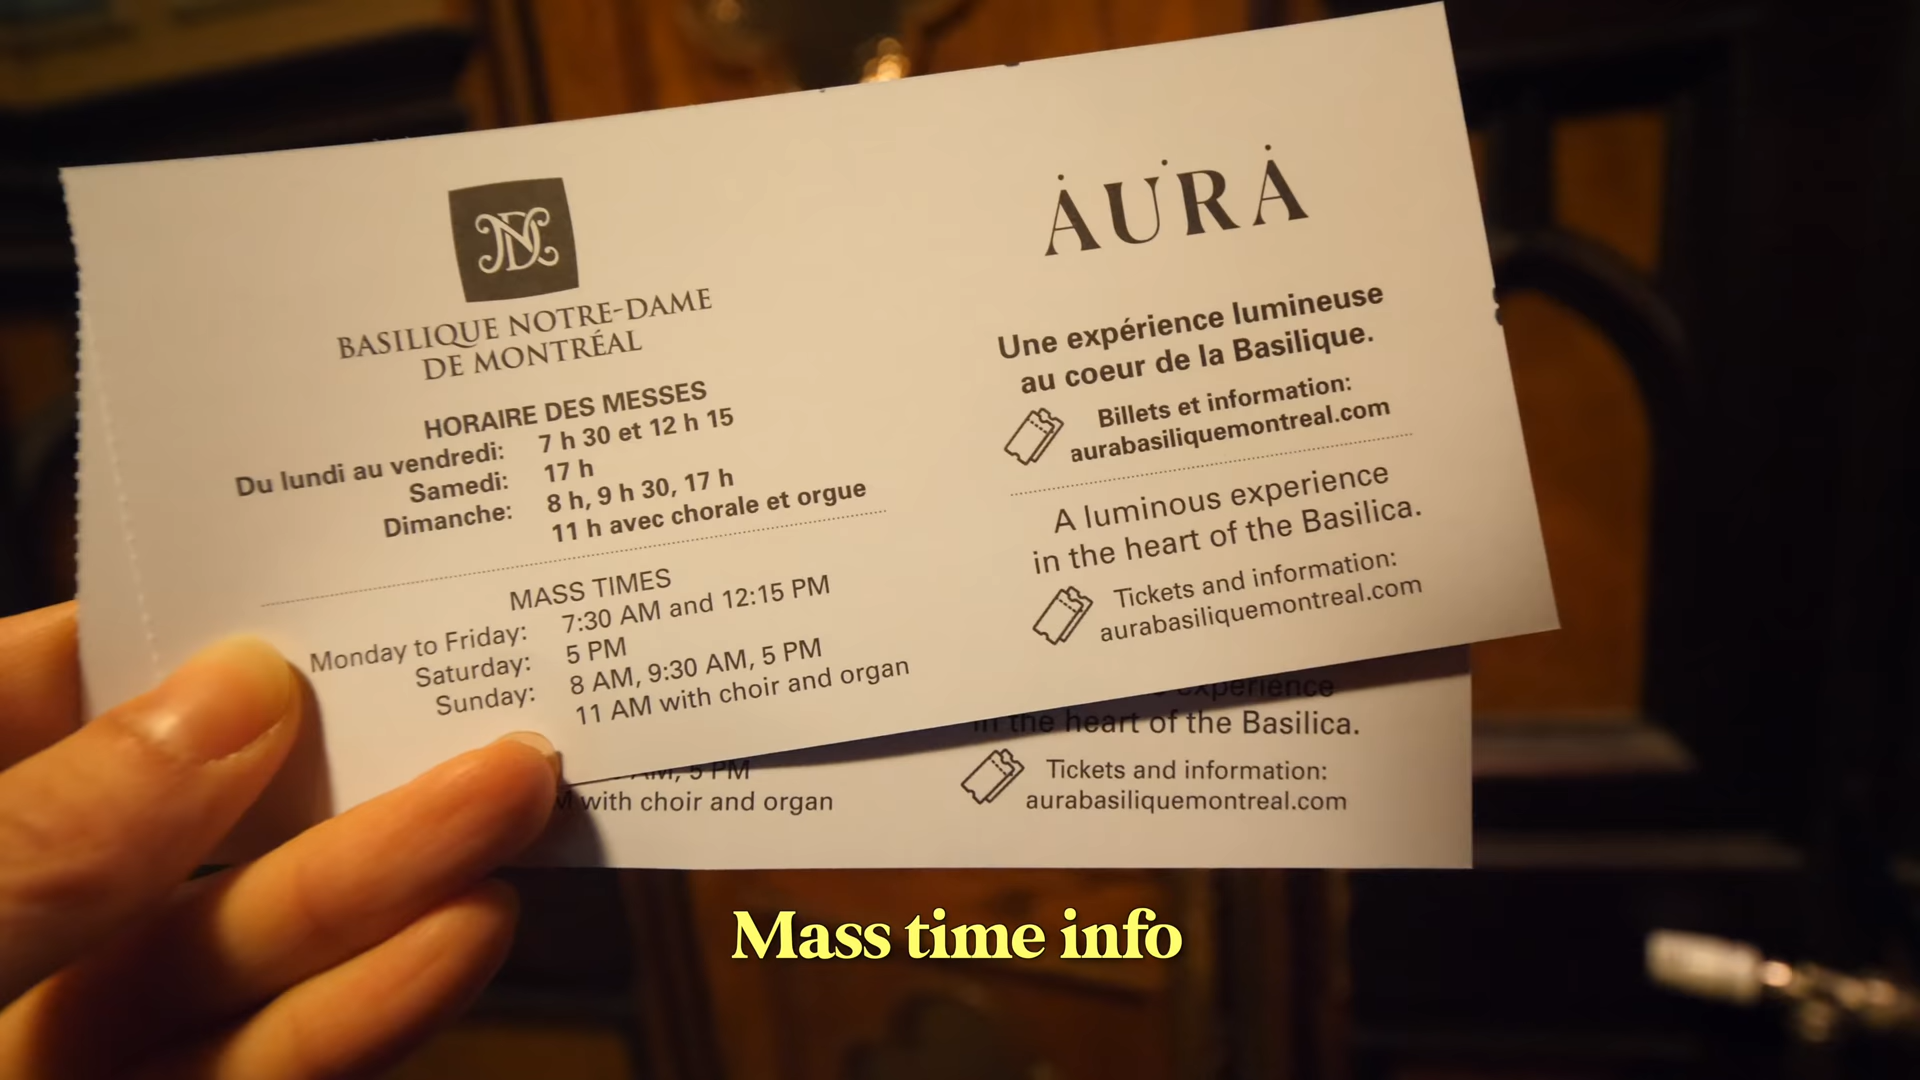 BASILIQUE NOTRE-DAME
DE MONTRÉAL
HORAIRE DES MESSES
Du lundi au vendredi: 7 h 30 et 12 h 15
Samedi: 17 h
Dimanche: 8 h, 9 h 30, 17 h
11 h avec chorale et orgue
MASS TIMES
Monday to Friday: 7:30 AM and 12:15 PM
Saturday: 5 PM
Sunday: 8 AM, 9:30 AM, 5 PM
11 AM with choir and organ
AURA
Une expérience lumineuse
au coeur de la Basilique.
Billets et information:
aurabasiliquemontreal.com
A luminous experience
in the heart of the Basilica.
Tickets and information:
aurabasiliquemontreal.com
AM, 5 PM
with choir and organ
experience
in the heart of the Basilica.
Tickets and information:
aurabasiliquemontreal.com
Mass time info